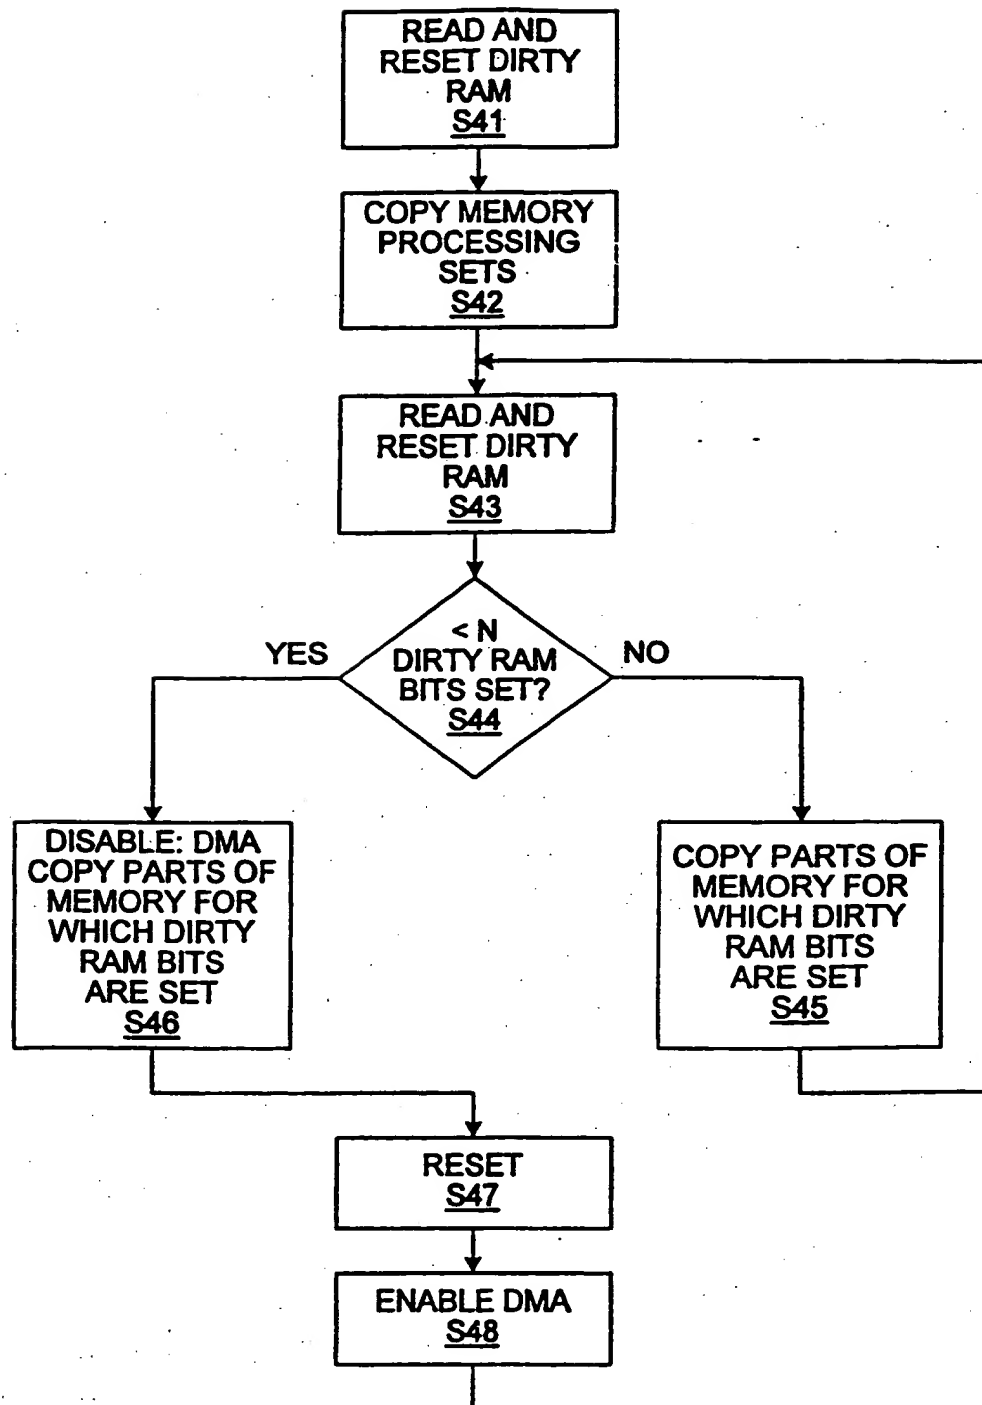 READ AND
RESET DIRTY
RAM
S41
COPY MEMORY
PROCESSING
SETS
S42
READ AND
RESET DIRTY
RAM
S43
< N
DIRTY RAM
BITS SET?
S44
YES
NO
DISABLE: DMA
COPY PARTS OF
MEMORY FOR
WHICH DIRTY
RAM BITS
ARE SET
S46
COPY PARTS OF
MEMORY FOR
WHICH DIRTY
RAM BITS
ARE SET
S45
RESET
S47
ENABLE DMA
S48